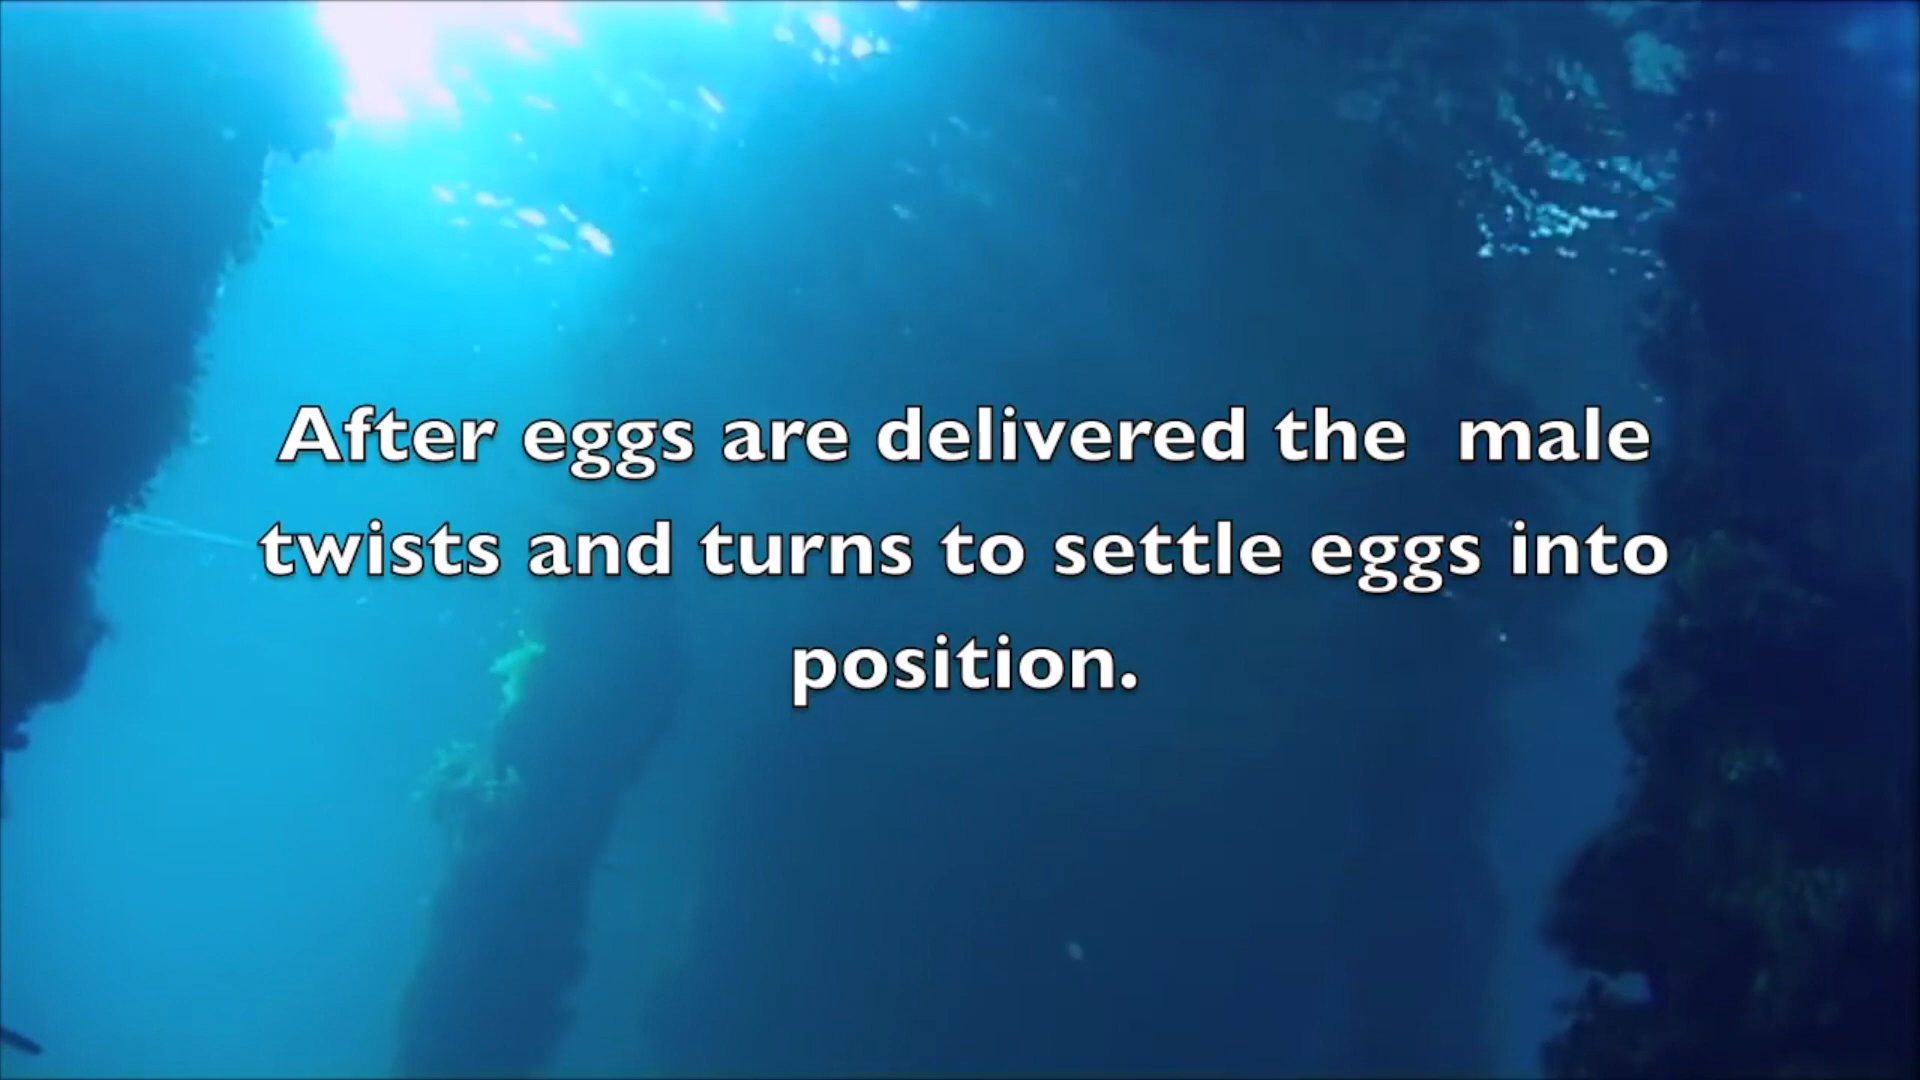 After eggs are delivered the  male
twists and turns to settle eggs into
position.